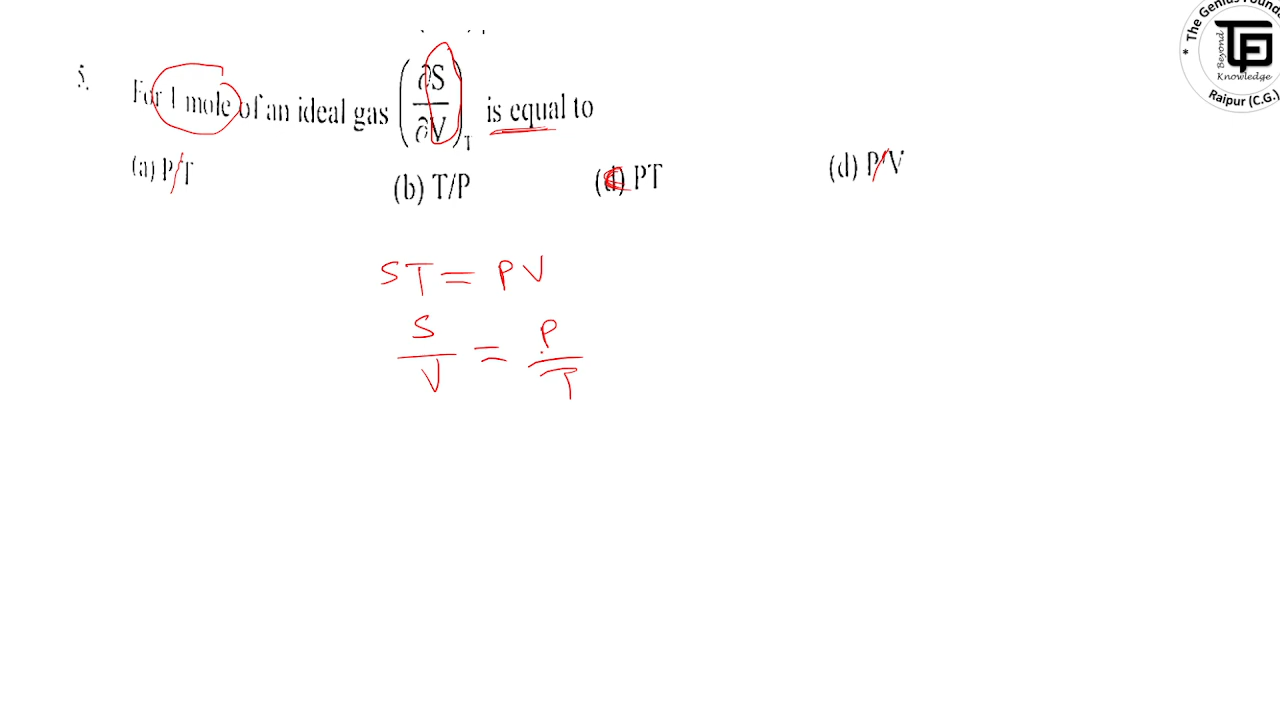 * The Genius Founda
Beyond
Knowledge
Raipur (C.G.)
5. For 1 mole of an ideal gas (∂S/∂V)T is equal to
(a) P/T (b) T/P (c) PT (d) P/V
ST = PV
S/V = P/T